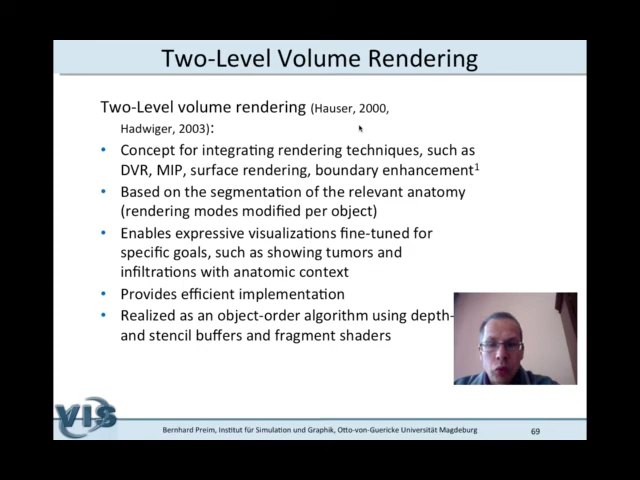 Two-Level Volume Rendering
Two-Level volume rendering (Hauser, 2000,
Hadwiger, 2003):
• Concept for integrating rendering techniques, such as
DVR, MIP, surface rendering, boundary enhancement1
• Based on the segmentation of the relevant anatomy
(rendering modes modified per object)
• Enables expressive visualizations fine-tuned for
specific goals, such as showing tumors and
infiltrations with anatomic context
• Provides efficient implementation
• Realized as an object-order algorithm using depth-
and stencil buffers and fragment shaders
VIS
Bernhard Preim, Institut für Simulation und Graphik, Otto-von-Guericke Universität Magdeburg
69